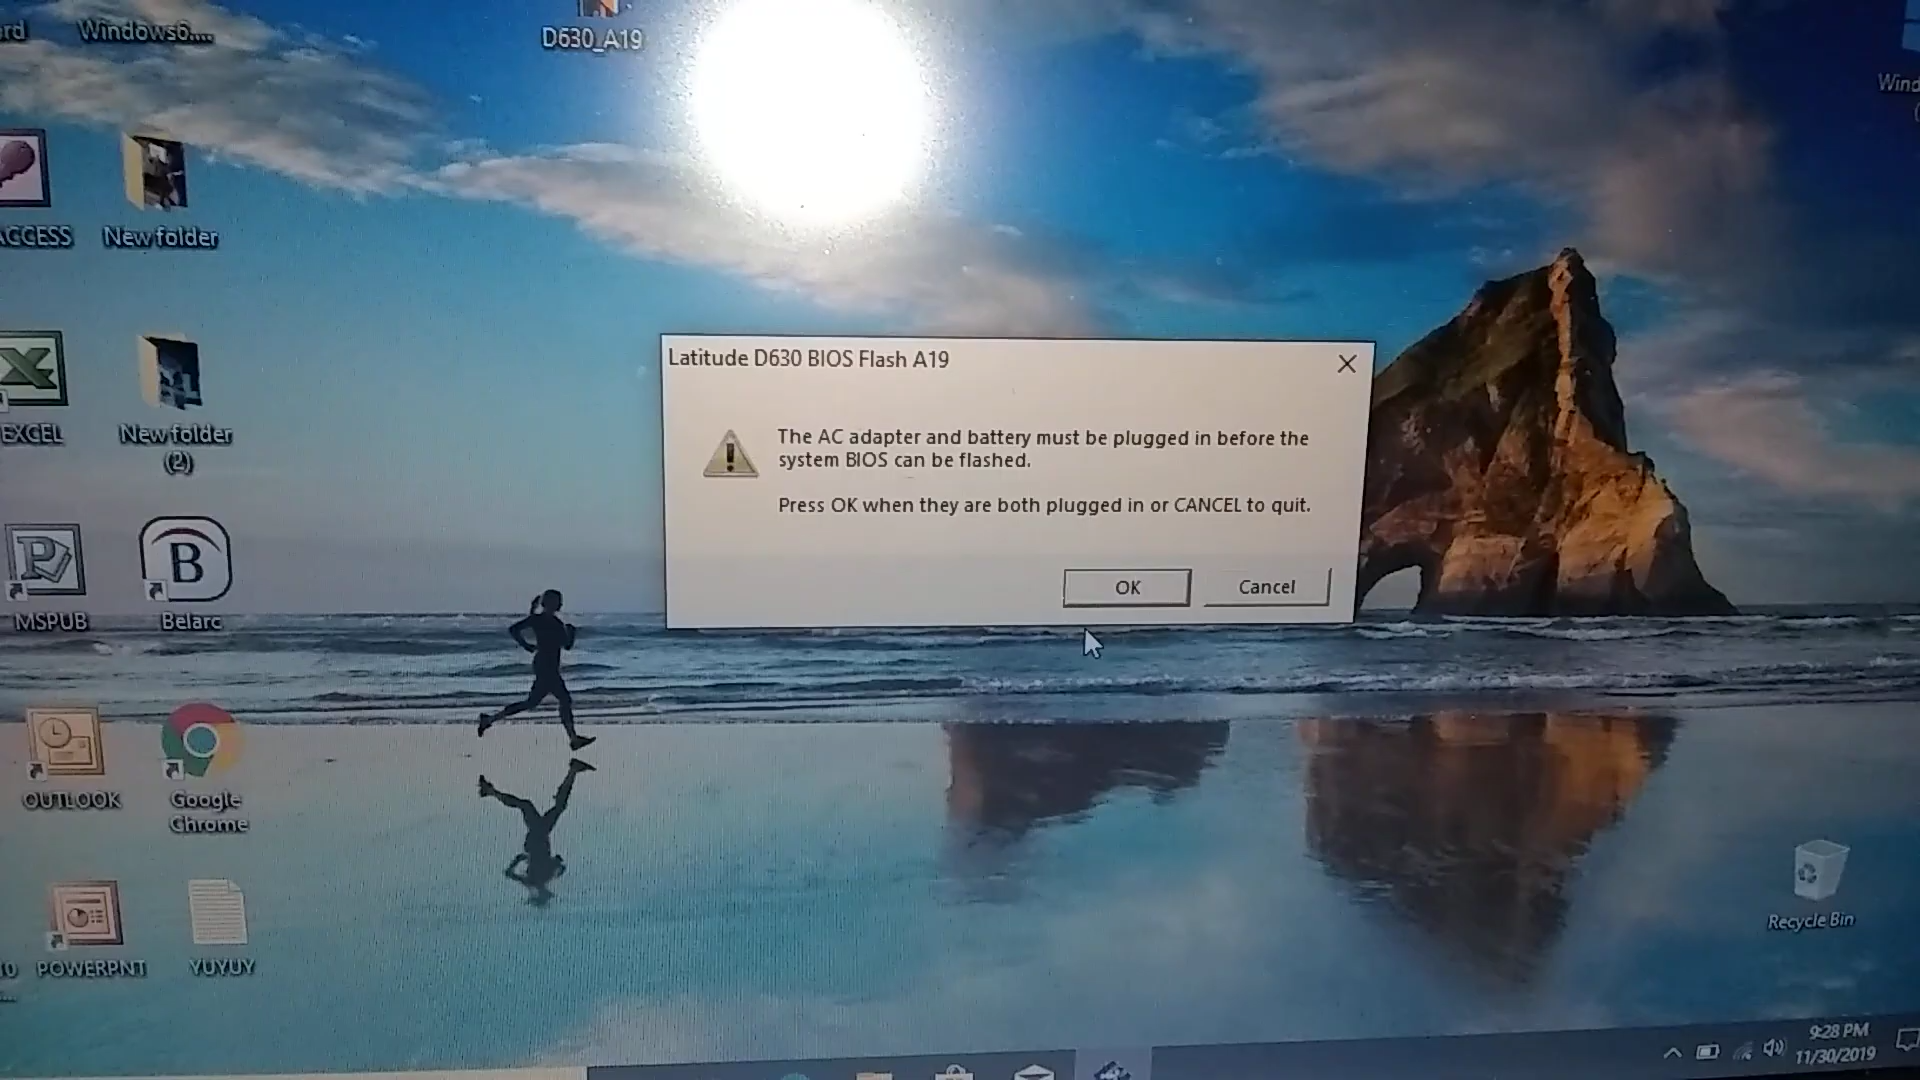 rd
Windows6....
D630_A19
Wind
ACCESS
New folder
Latitude D630 BIOS Flash A19
The AC adapter and battery must be plugged in before the
system BIOS can be flashed.
Press OK when they are both plugged in or CANCEL to quit.
OK
Cancel
EXCEL
New folder
(2)
MSPUB
B
Belarc
OUTLOOK
Google
Chrome
Recycle Bin
10
...
POWERPNT
YUYUY
9:28 PM
11/30/2019